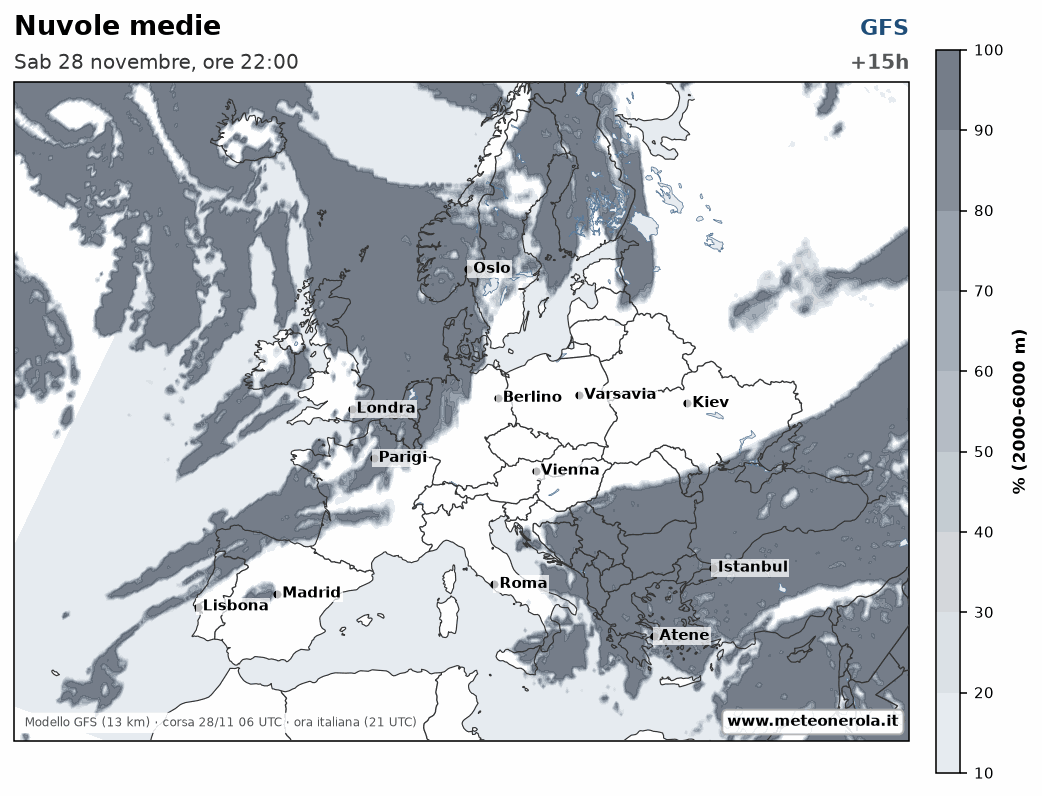 Nuvole medie
GFS
Sab 28 novembre, ore 22:00
+15h
100
90
80
70
60
50
40
30
20
10
% (2000-6000 m)
Oslo
Berlino
Varsavia
Kiev
Londra
Parigi
Vienna
Istanbul
Roma
Madrid
Lisbona
Atene
Modello GFS (13 km) · corsa 28/11 06 UTC · ora italiana (21 UTC)
www.meteonerola.it